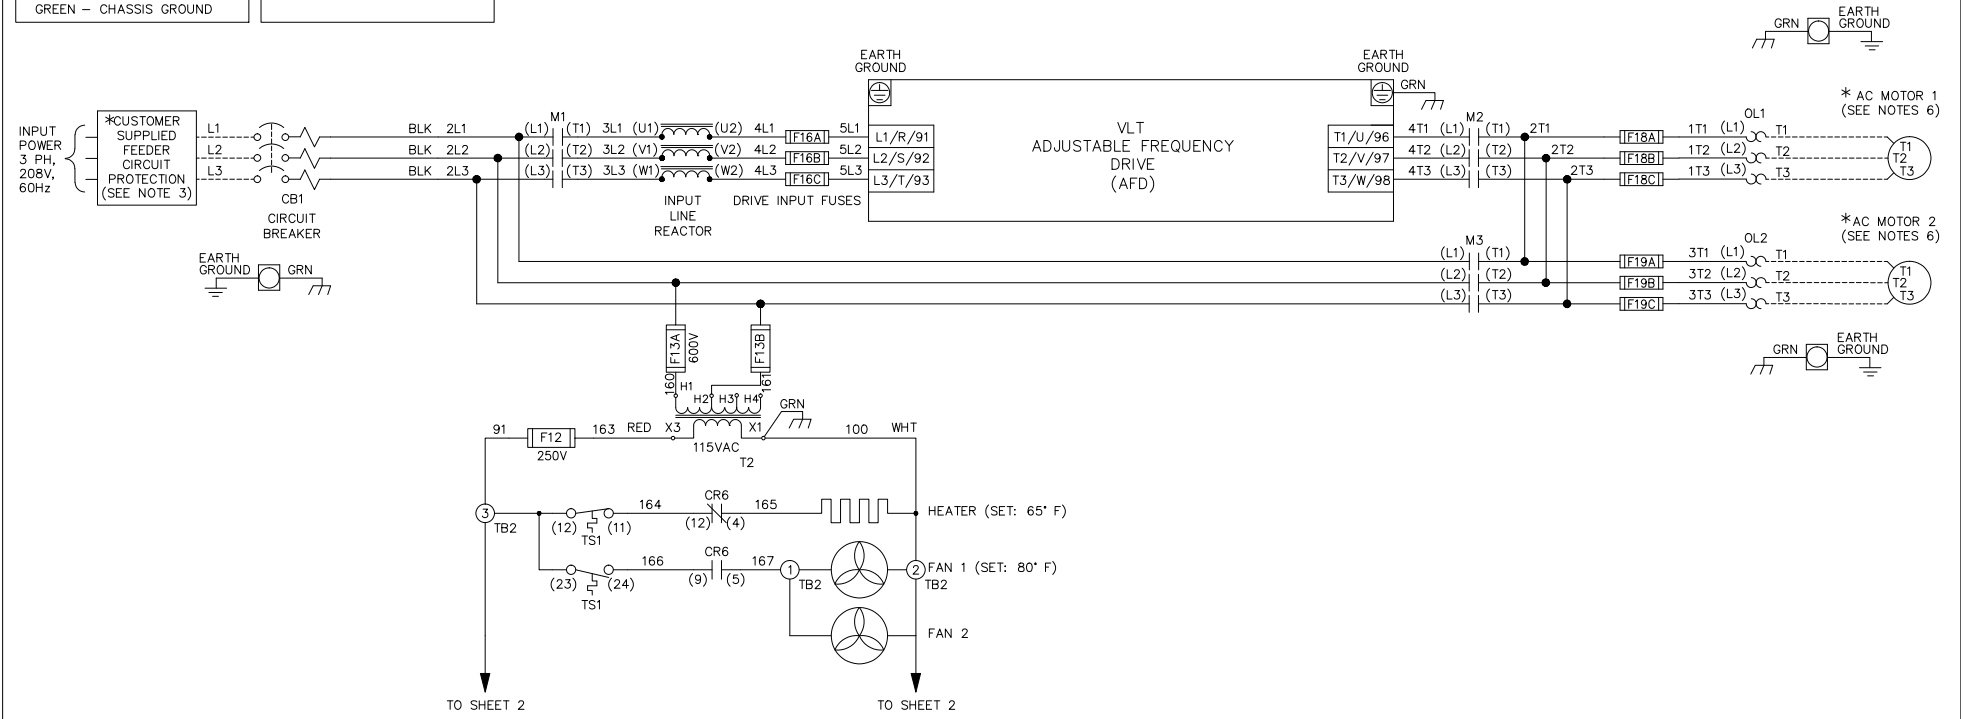 GREEN – CHASSIS GROUND
GRN
EARTH
GROUND
INPUT
POWER
3 PH,
208V,
60Hz
*CUSTOMER
SUPPLIED
FEEDER
CIRCUIT
PROTECTION
(SEE NOTE 3)
L1
L2
L3
CB1
CIRCUIT
BREAKER
BLK 2L1
BLK 2L2
BLK 2L3
M1
(L1) (T1) 3L1 (U1) (U2) 4L1 F16A 5L1
(L2) (T2) 3L2 (V1) (V2) 4L2 F16B 5L2
(L3) (T3) 3L3 (W1) (W2) 4L3 F16C 5L3
INPUT
LINE
REACTOR
DRIVE INPUT FUSES
EARTH
GROUND
L1/R/91
L2/S/92
L3/T/93
VLT
ADJUSTABLE FREQUENCY
DRIVE
(AFD)
EARTH
GROUND
GRN
T1/U/96
T2/V/97
T3/W/98
M2
4T1 (L1) (T1) 2T1 F18A 1T1 (L1) T1
4T2 (L2) (T2) 2T2 F18B 1T2 (L2) T2
4T3 (L3) (T3) 2T3 F18C 1T3 (L3) T3
OL1
* AC MOTOR 1
(SEE NOTES 6)
T1
T2
T3
EARTH
GROUND
GRN
M3
(L1) (T1) F19A 3T1 (L1) T1
(L2) (T2) F19B 3T2 (L2) T2
(L3) (T3) F19C 3T3 (L3) T3
OL2
*AC MOTOR 2
(SEE NOTES 6)
T1
T2
T3
GRN
EARTH
GROUND
F13A
600V
F13B
160
161
H1
H2 H3 H4
GRN
91 F12 163 RED X3 X1 100 WHT
250V
115VAC
T2
3
TB2
(12) (11)
TS1
164
CR6
(12) (4)
165
HEATER (SET: 65° F)
(23) (24)
TS1
166
CR6
(9) (5)
167
1
TB2
2
TB2
FAN 1 (SET: 80° F)
FAN 2
TO SHEET 2
TO SHEET 2